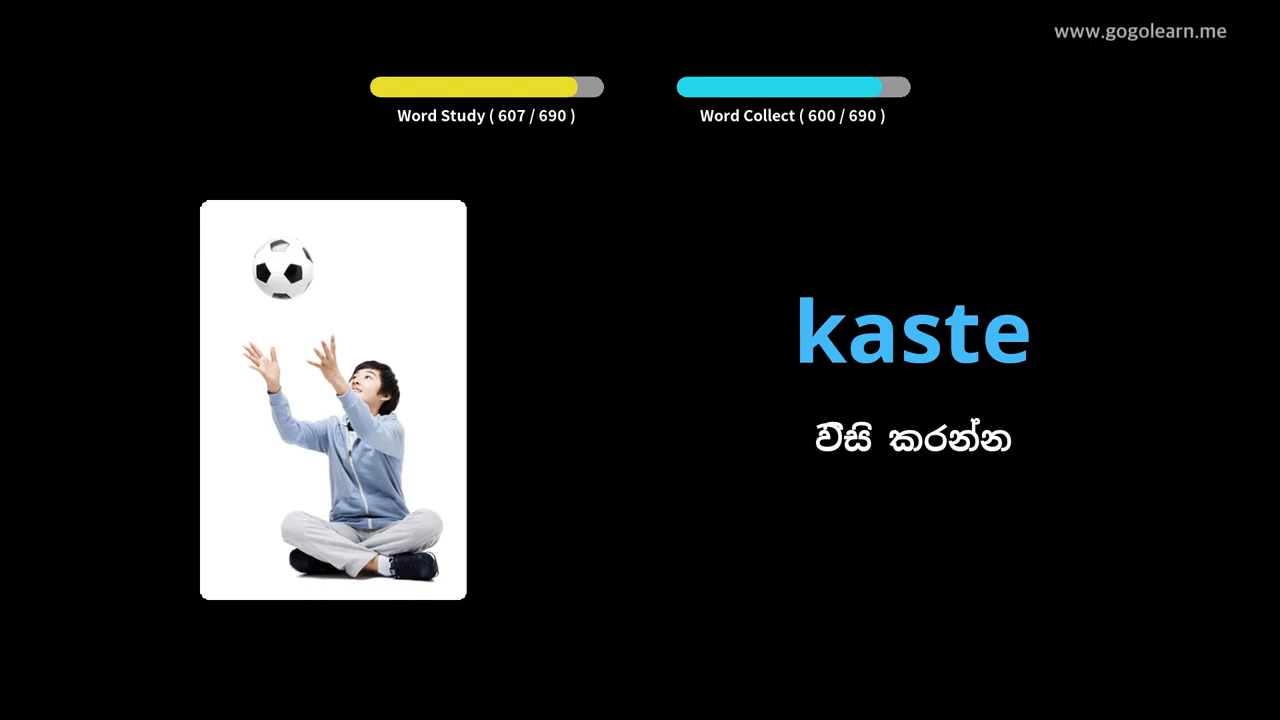 www.gogolearn.me
Word Study ( 607 / 690 )
Word Collect ( 600 / 690 )
kaste
වීසි කරන්න